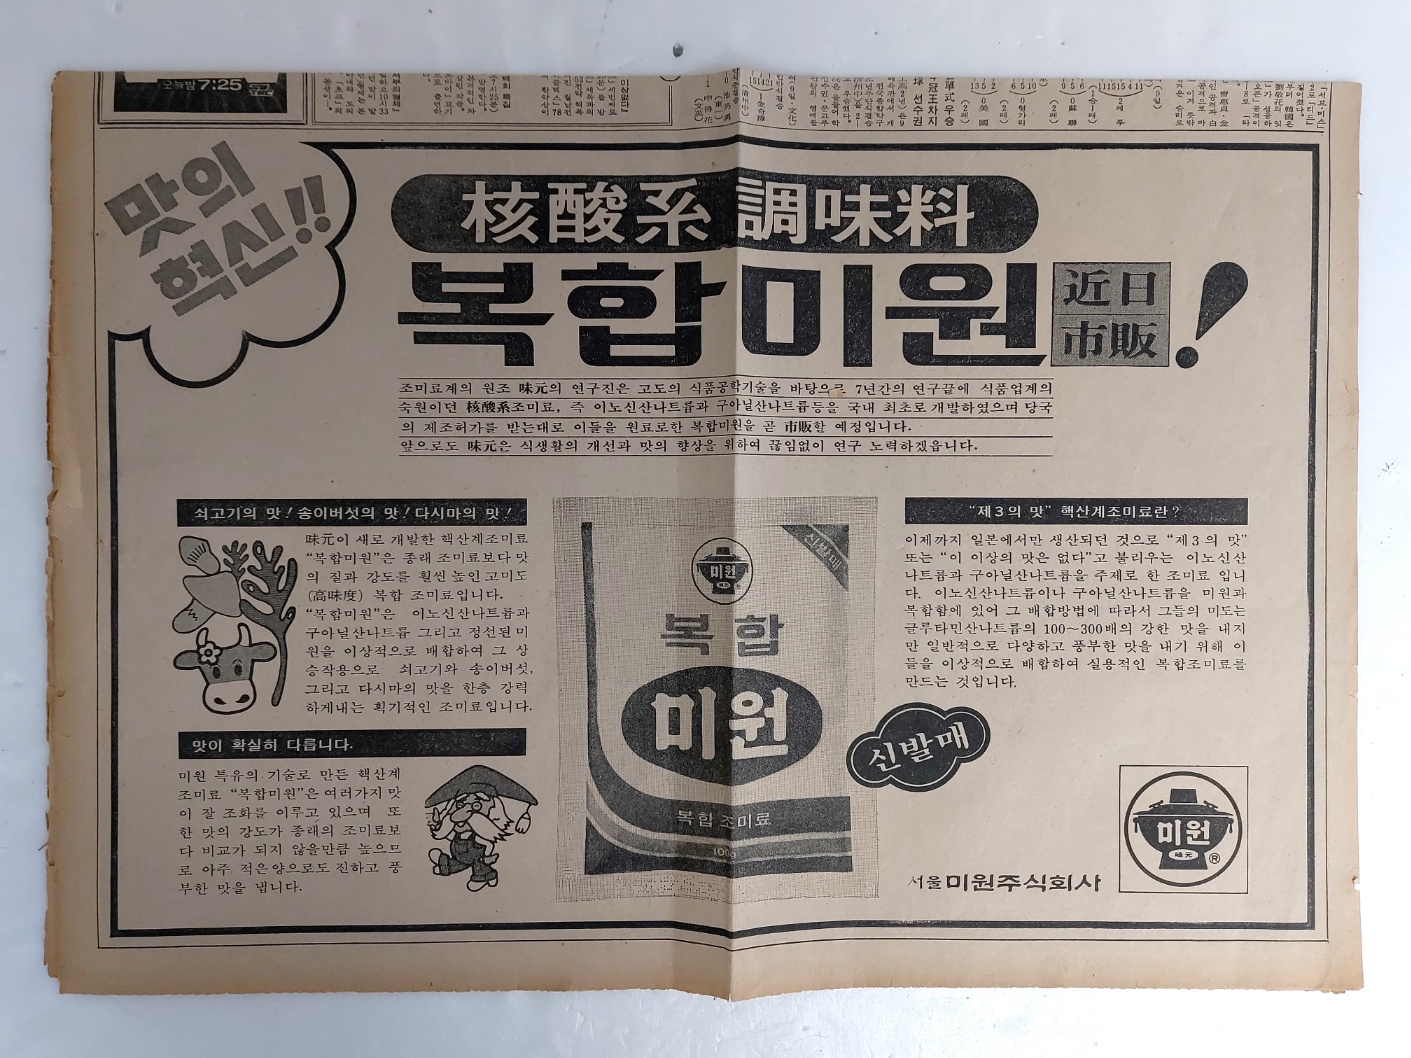 오늘밤 7:25
맛의
혁신!!
核酸系 調味料
복합미원
近日
市販
!
조미료계의 원조 味元의 연구진은 고도의 식품공학기술을 바탕으로 7년간의 연구끝에 식품업계의
숙원이던 核酸系조미료, 즉 이노신산나트륨과 구아닐산나트륨등을 국내 최초로 개발하였으며 당국
의 제조허가를 받는대로 이들을 원료로한 복합미원을 곧 市販할 예정입니다.
앞으로도 味元은 식생활의 개선과 맛의 향상을 위하여 끊임없이 연구 노력하겠읍니다.
쇠고기의 맛! 송이버섯의 맛! 다시마의 맛!
味元이 새로 개발한 핵산계조미료
“복합미원”은 종래 조미료보다 맛
의 질과 강도를 훨씬 높인 고미도
(高味度) 복합 조미료입니다.
“복합미원”은 이노신산나트륨과
구아닐산나트륨 그리고 정선된 미
원을 이상적으로 배합하여 그 상
승작용으로 쇠고기와 송이버섯,
그리고 다시마의 맛을 한층 강력
하게내는 획기적인 조미료입니다.
맛이 확실히 다릅니다.
미원 특유의 기술로 만든 핵산계
조미료 “복합미원”은 여러가지 맛
이 잘 조화를 이루고 있으며 또
한 맛의 강도가 종래의 조미료보
다 비교가 되지 않을만큼 높으므
로 아주 적은양으로도 진하고 풍
부한 맛을 냅니다.
신발매
미원
복합
미원
복합 조미료
100g
신발매
“제3의 맛” 핵산계조미료란?
이제까지 일본에서만 생산되던 것으로 “제3의 맛”
또는 “이 이상의 맛은 없다”고 불리우는 이노신산
나트륨과 구아닐산나트륨을 주제로 한 조미료 입니
다. 이노신산나트륨이나 구아닐산나트륨을 미원과
복합함에 있어 그 배합방법에 따라서 그들의 미도는
글루타민산나트륨의 100~300배의 강한 맛을 내지
만 일반적으로 다양하고 풍부한 맛을 내기 위해 이
들을 이상적으로 배합하여 실용적인 복합조미료를
만드는 것입니다.
서울미원주식회사
미원
味元
®